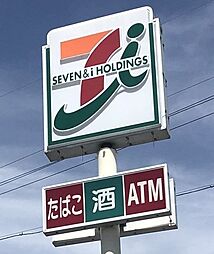 SEVEN & i HOLDINGS
たばこ 酒 ATM